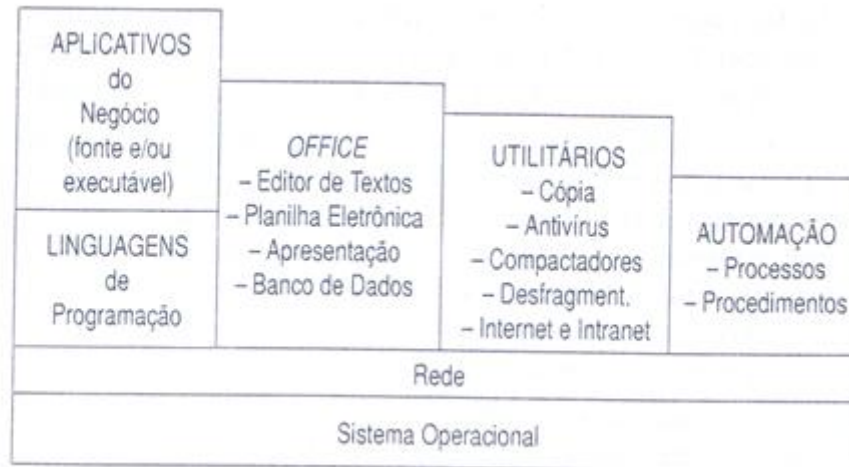 APLICATIVOS
do
Negócio
(fonte e/ou
executável)
LINGUAGENS
de
Programação
OFFICE
– Editor de Textos
– Planilha Eletrônica
– Apresentação
– Banco de Dados
UTILITÁRIOS
– Cópia
– Antivírus
– Compactadores
– Desfragment.
– Internet e Intranet
AUTOMAÇÃO
– Processos
– Procedimentos
Rede
Sistema Operacional